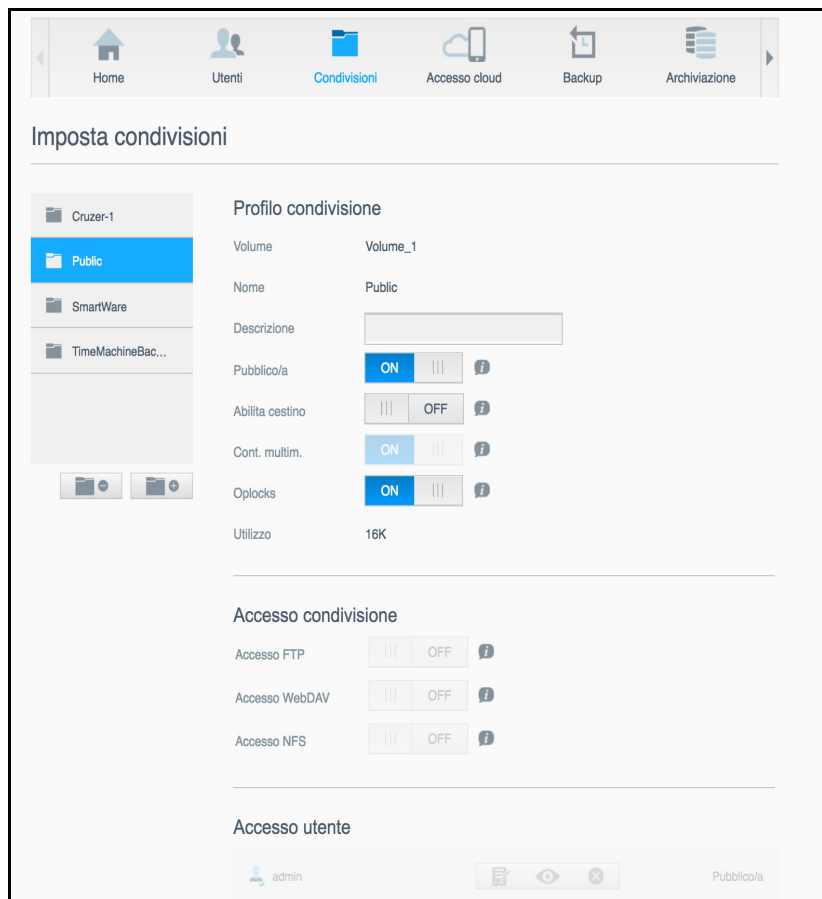 Home Utenti Condivisioni Accesso cloud Backup Archiviazione
Imposta condivisioni
Cruzer-1
Public
SmartWare
TimeMachineBac...
Profilo condivisione
Volume Volume_1
Nome Public
Descrizione
Pubblico/a ON
Abilita cestino OFF
Cont. multim. ON
Oplocks ON
Utilizzo 16K
Accesso condivisione
Accesso FTP OFF
Accesso WebDAV OFF
Accesso NFS OFF
Accesso utente
admin Pubblico/a